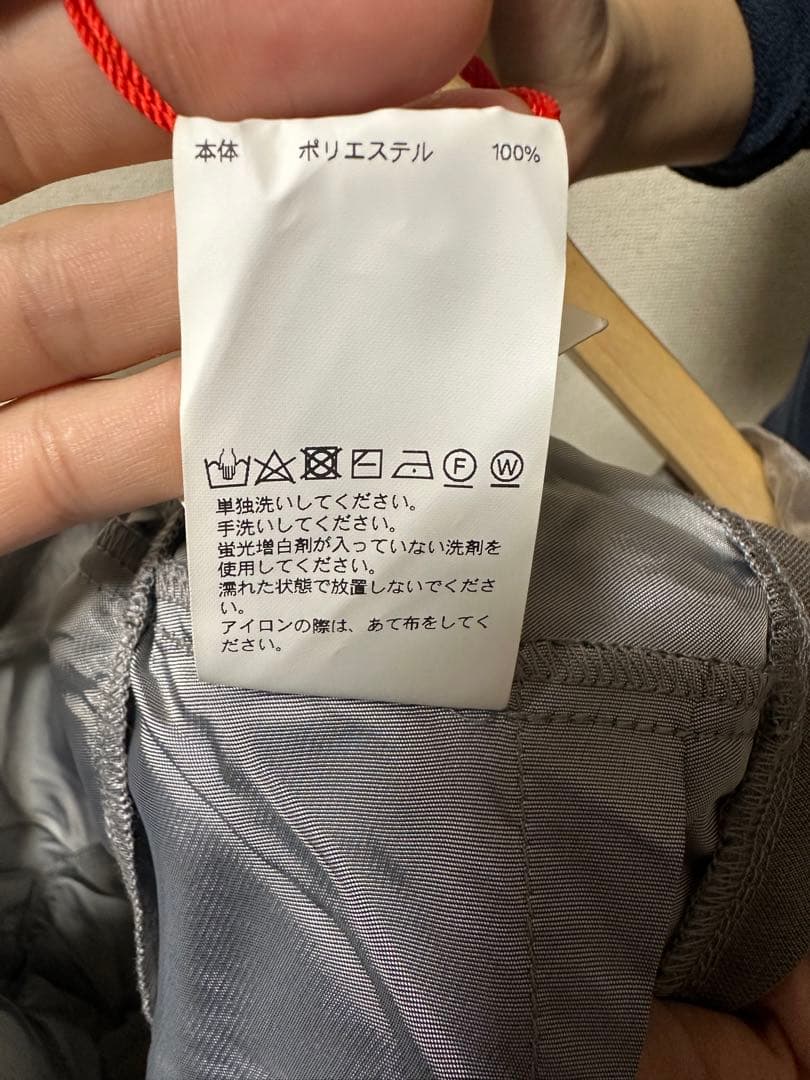 本体 ポリエステル 100%
F W
単独洗いしてください。
手洗いしてください。
蛍光増白剤が入っていない洗剤を
使用してください。
濡れた状態で放置しないでくださ
い。
アイロンの際は、あて布をしてく
ださい。